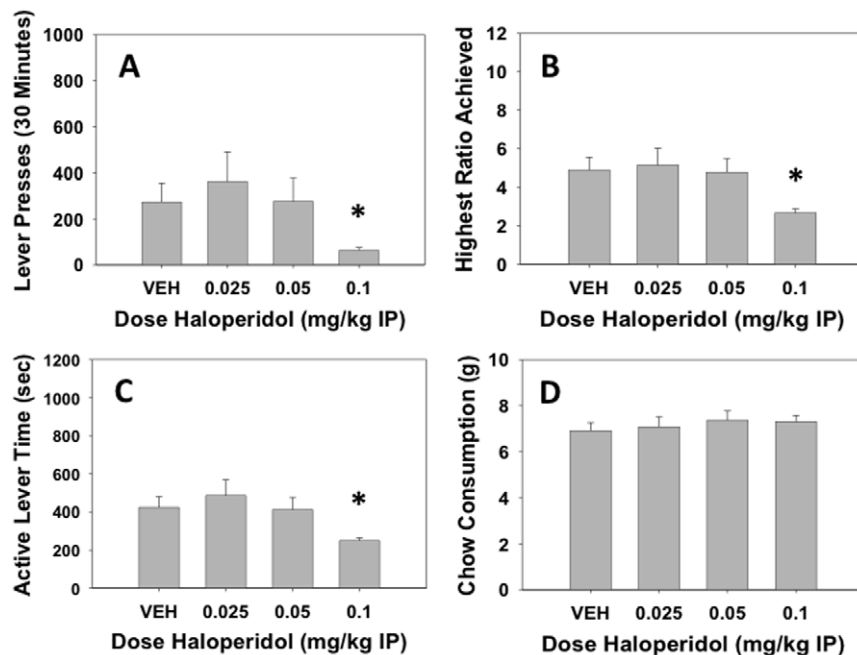 A
Lever Presses (30 Minutes)
1000
800
600
400
200
0
*
VEH 0.025 0.05 0.1
Dose Haloperidol (mg/kg IP)
B
Highest Ratio Achieved
12
10
8
6
4
2
0
*
VEH 0.025 0.05 0.1
Dose Haloperidol (mg/kg IP)
C
Active Lever Time (sec)
1200
1000
800
600
400
200
0
*
VEH 0.025 0.05 0.1
Dose Haloperidol (mg/kg IP)
D
Chow Consumption (g)
10
8
6
4
2
0
VEH 0.025 0.05 0.1
Dose Haloperidol (mg/kg IP)